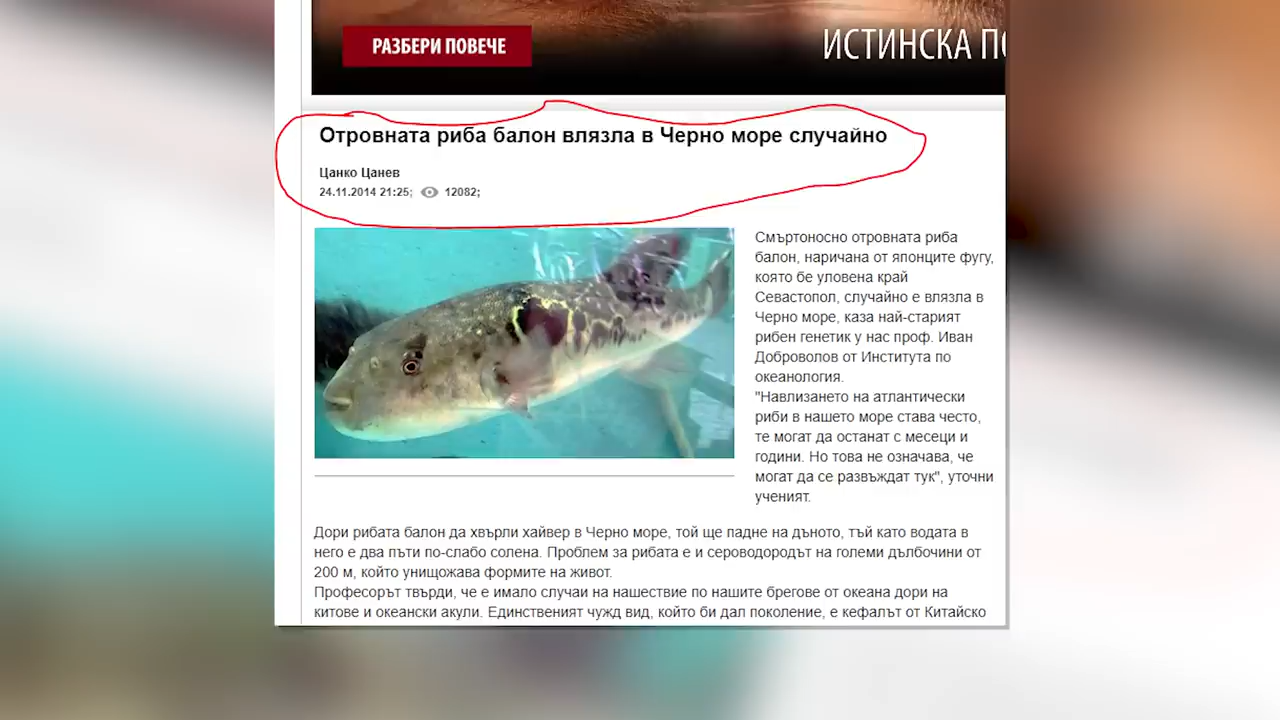 РАЗБЕРИ ПОВЕЧЕ
ИСТИНСКА
Отровната риба балон влязла в Черно море случайно
Цанко Цанев
24.11.2014 21:25; 12082;
Смъртоносно отровната риба
балон, наричана от японците фугу,
която бе уловена край
Севастопол, случайно е влязла в
Черно море, каза най-старият
рибен генетик у нас проф. Иван
Доброволов от Института по
океанология.
"Навлизането на атлантически
риби в нашето море става често,
те могат да останат с месеци и
години. Но това не означава, че
могат да се развъждат тук", уточни
ученият.
Дори рибата балон да хвърли хайвер в Черно море, той ще падне на дъното, тъй като водата в
него е два пъти по-слабо солена. Проблем за рибата е и сероводородът на големи дълбочини от
200 м, който унищожава формите на живот.
Професорът твърди, че е имало случаи на нашествие по нашите брегове от океана дори на
китове и океански акули. Единственият чужд вид, който би дал поколение, е кефалът от Китайско